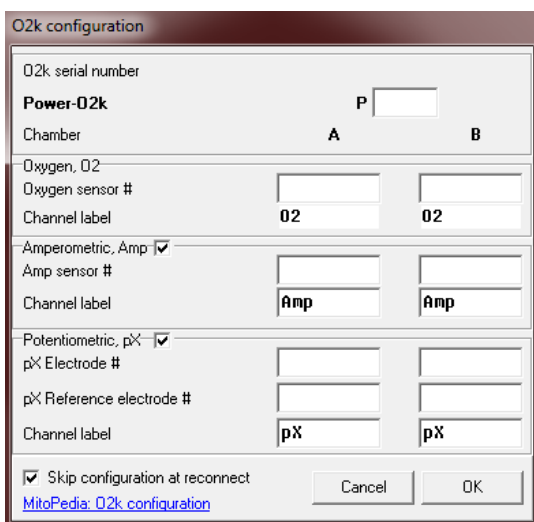 O2k configuration
O2k serial number
Power-O2k P
Chamber A B
Oxygen, O2
Oxygen sensor #
Channel label O2 O2
Amperometric, Amp
Amp sensor #
Channel label Amp Amp
Potentiometric, pX
pX Electrode #
pX Reference electrode #
Channel label pX pX
Skip configuration at reconnect
MitoPedia: O2k configuration
Cancel OK